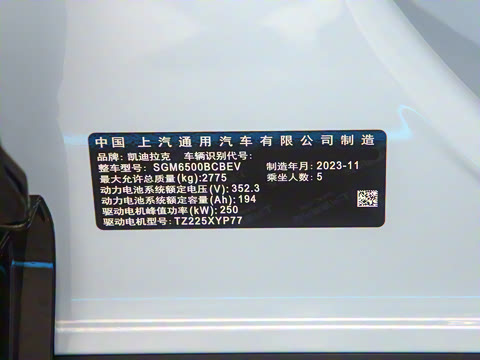 中国 上汽通用汽车有限公司制造
品牌: 凯迪拉克 车辆识别代号:
整车型号: SGM6500BCBEV 制造年月: 2023-11
最大允许总质量(kg):2775 乘坐人数: 5
动力电池系统额定电压(V):352.3
动力电池系统额定容量(Ah):194
驱动电机峰值功率(kW):250
驱动电机型号: TZ225XYP77